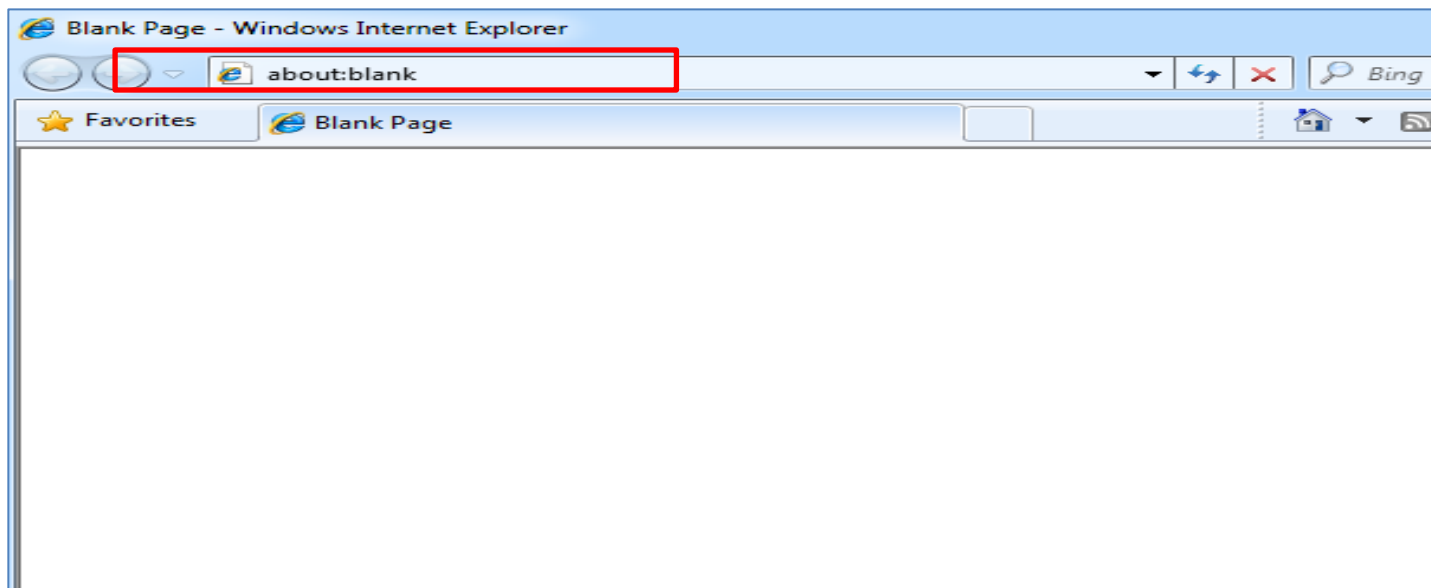 Blank Page - Windows Internet Explorer
about:blank
Bing
Favorites
Blank Page